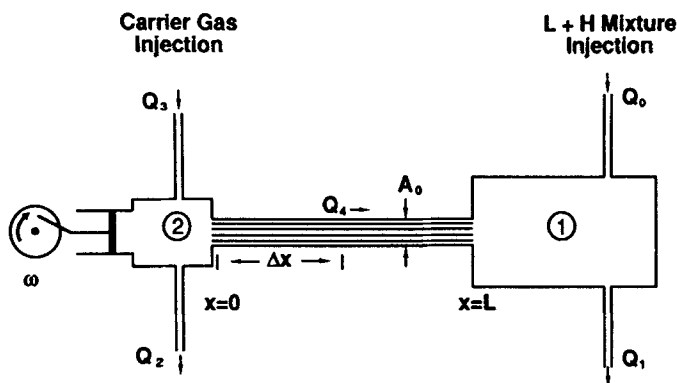 Carrier Gas
Injection
L + H Mixture
Injection
Q₃
Q₀
A₀
Q₄
②
①
Δx
ω
x=0
x=L
Q₂
Q₁